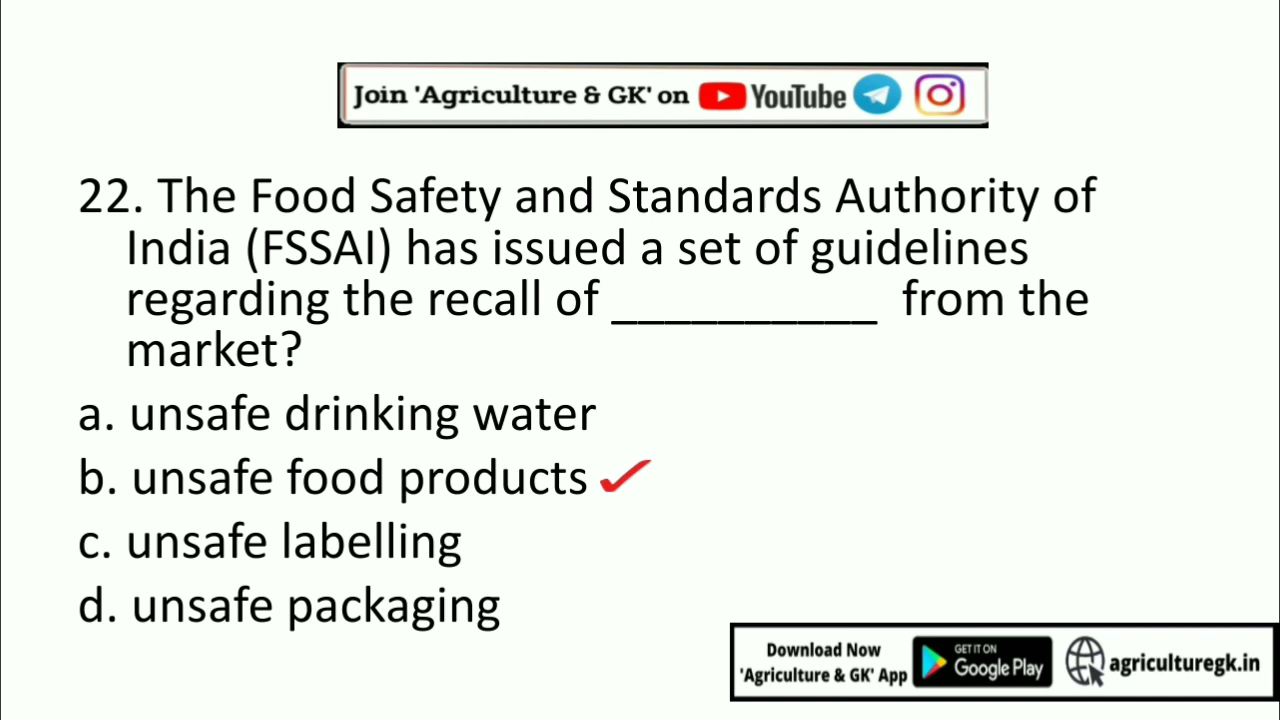 Join 'Agriculture & GK' on YouTube
22. The Food Safety and Standards Authority of
India (FSSAI) has issued a set of guidelines
regarding the recall of __________ from the
market?
a. unsafe drinking water
b. unsafe food products
c. unsafe labelling
d. unsafe packaging
Download Now
'Agriculture & GK' App
GET IT ON
Google Play
agriculturegk.in